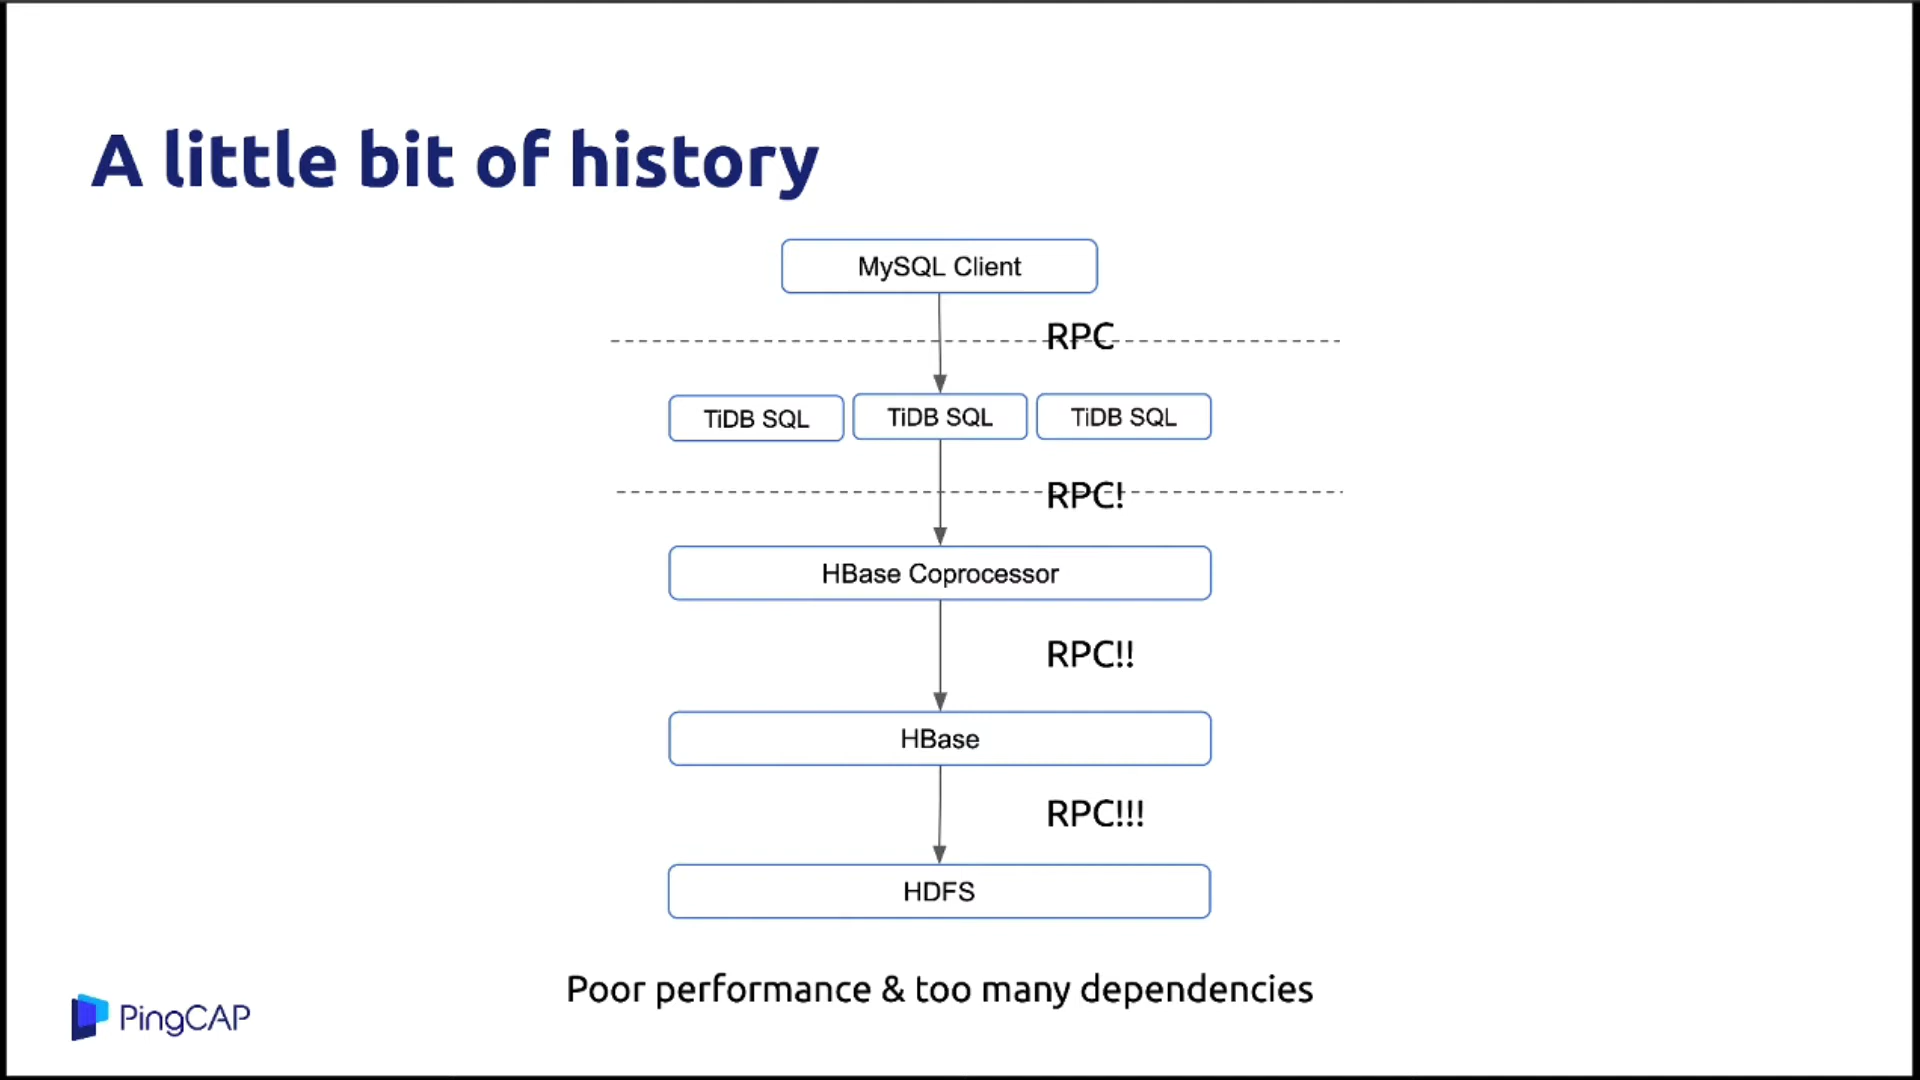 A little bit of history
MySQL Client
RPC
TiDB SQL TiDB SQL TiDB SQL
RPC!
HBase Coprocessor
RPC!!
HBase
RPC!!!
HDFS
Poor performance & too many dependencies
PingCAP